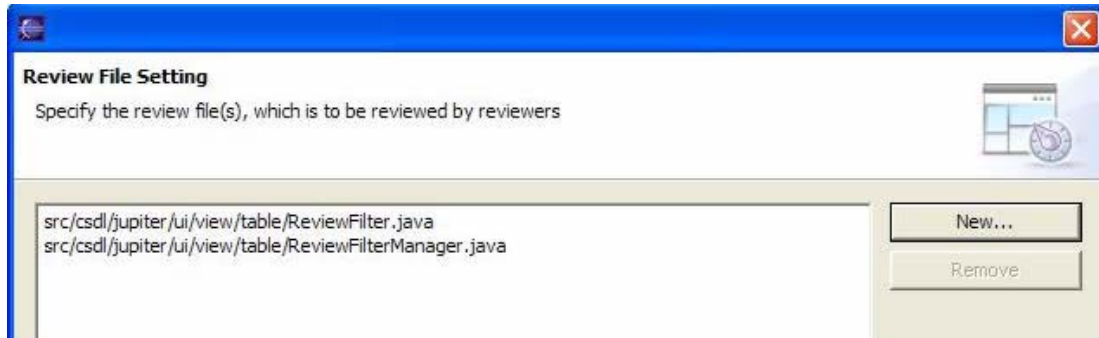 Review File Setting
Specify the review file(s), which is to be reviewed by reviewers
src/csdl/jupiter/ui/view/table/ReviewFilter.java
src/csdl/jupiter/ui/view/table/ReviewFilterManager.java
New...
Remove